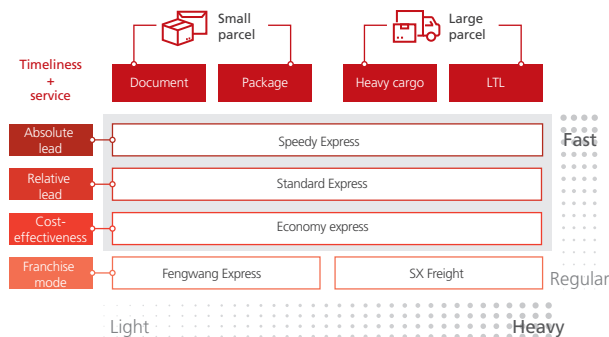 Small
parcel
Large
parcel
Timeliness
+
service
Document
Package
Heavy cargo
LTL
Absolute
lead
Speedy Express
Fast
Relative
lead
Standard Express
Cost-
effectiveness
Economy express
Franchise
mode
Fengwang Express
SX Freight
Regular
Light
Heavy